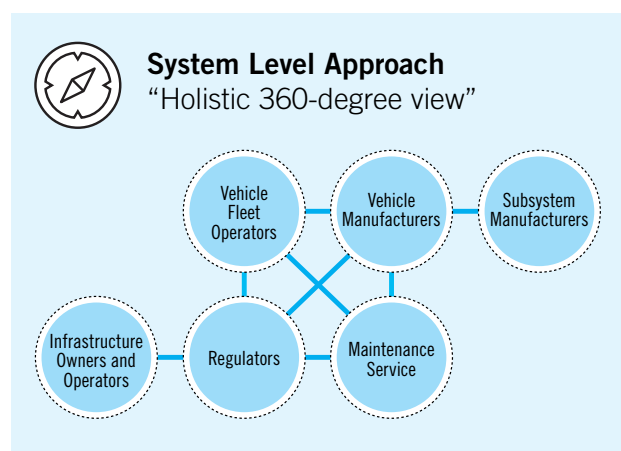 System Level Approach
“Holistic 360-degree view”
Vehicle
Fleet
Operators
Vehicle
Manufacturers
Subsystem
Manufacturers
Infrastructure
Owners and
Operators
Regulators
Maintenance
Service